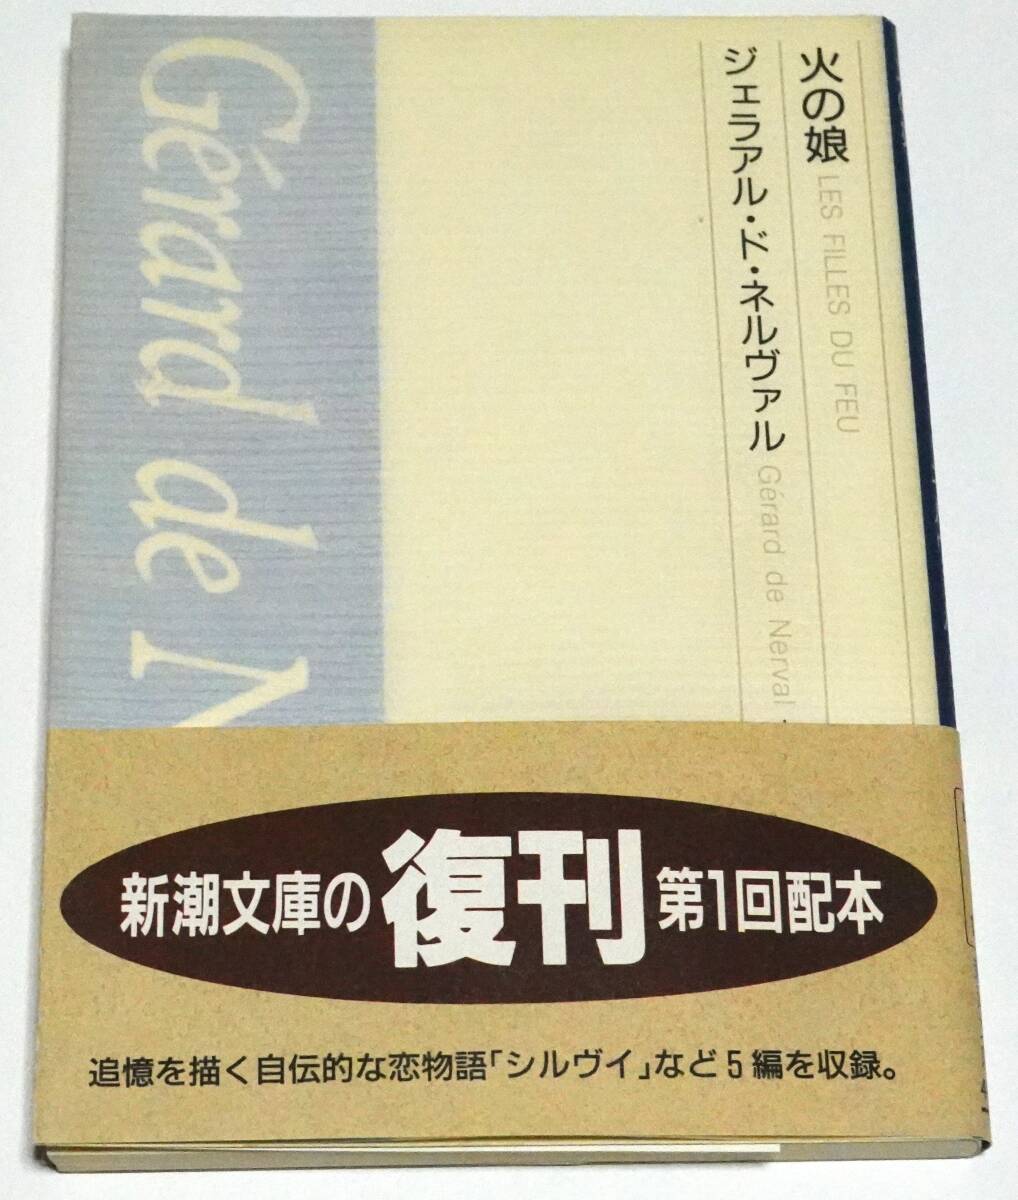 火の娘 LES FILLES DU FEU
ジェラアル・ド・ネルヴァル Gérard de Nerval
Gérard de N
新潮文庫の復刊 第1回配本
追憶を描く自伝的な恋物語「シルヴイ」など5編を収録。